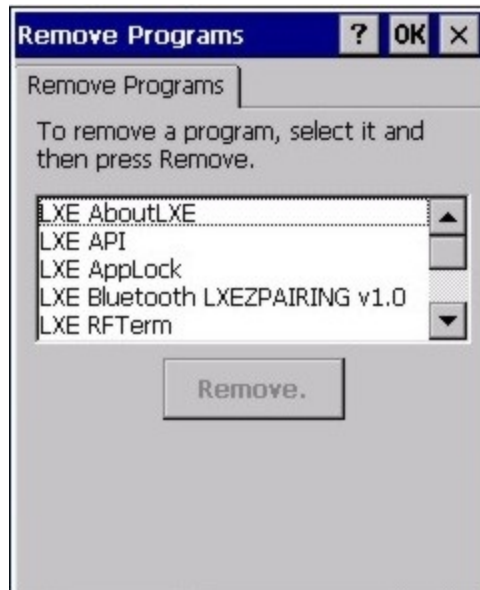 Remove Programs ? OK ×
Remove Programs
To remove a program, select it and
then press Remove.
LXE AboutLXE
LXE API
LXE AppLock
LXE Bluetooth LXEZPAIRING v1.0
LXE RFTerm
Remove.